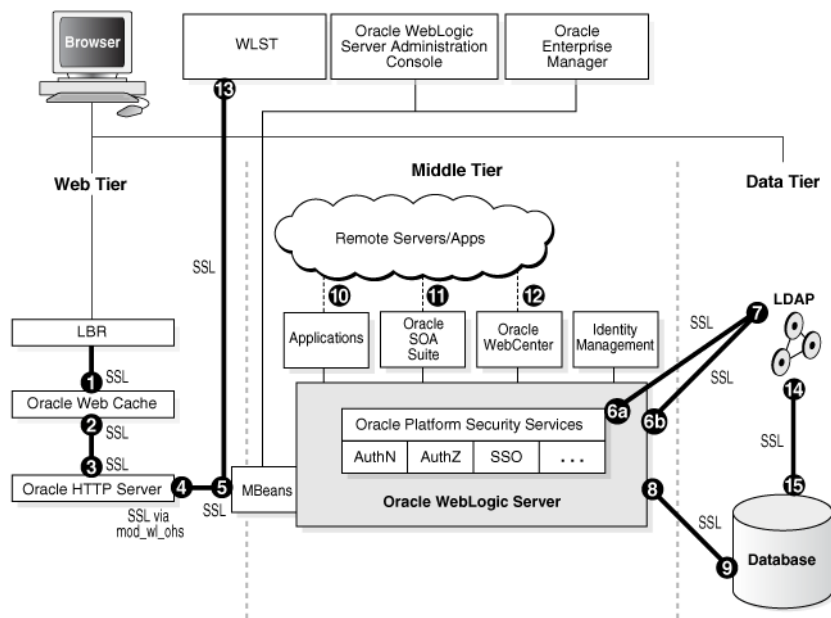 Browser
WLST
Oracle WebLogic
Server Administration
Console
Oracle
Enterprise
Manager
13
Web Tier
Middle Tier
Data Tier
Remote Servers/Apps
SSL
10
11
12
Applications
Oracle
SOA
Suite
Oracle
WebCenter
Identity
Management
LBR
1
SSL
Oracle Web Cache
2
SSL
3
SSL
Oracle HTTP Server
4
5
SSL via
mod_wl_ohs
SSL
MBeans
Oracle Platform Security Services
AuthN
AuthZ
SSO
...
Oracle WebLogic Server
6a
6b
SSL
SSL
7
LDAP
14
SSL
15
8
SSL
9
Database